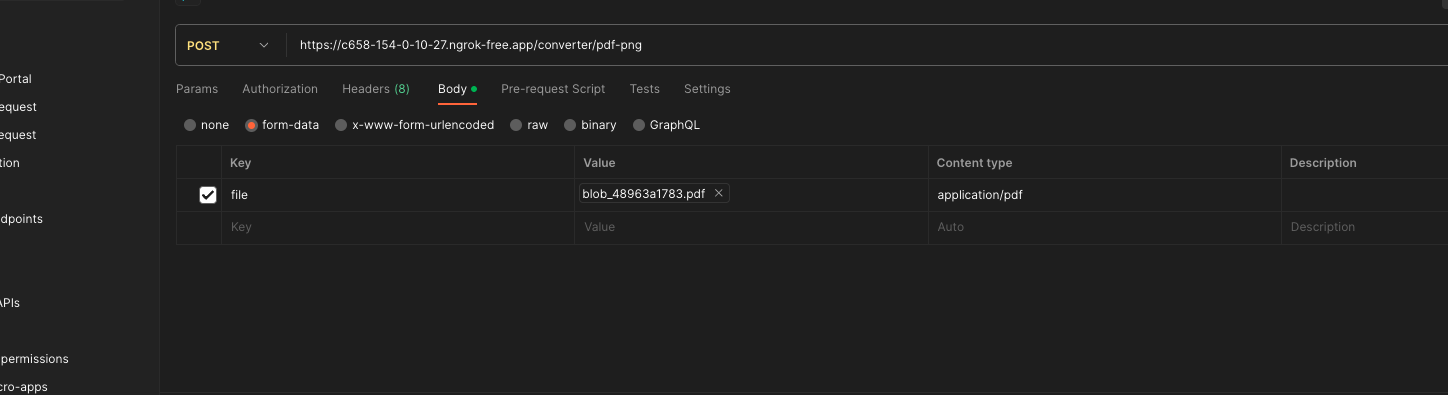 POST https://c658-154-0-10-27.ngrok-free.app/converter/pdf-png
Portal
Params Authorization Headers (8) Body Pre-request Script Tests Settings
equest
none form-data x-www-form-urlencoded raw binary GraphQL
equest
Key Value Content type Description
tion
file blob_48963a1783.pdf application/pdf
dpoints
Key Value Auto Description
APIs
permissions
cro-apps